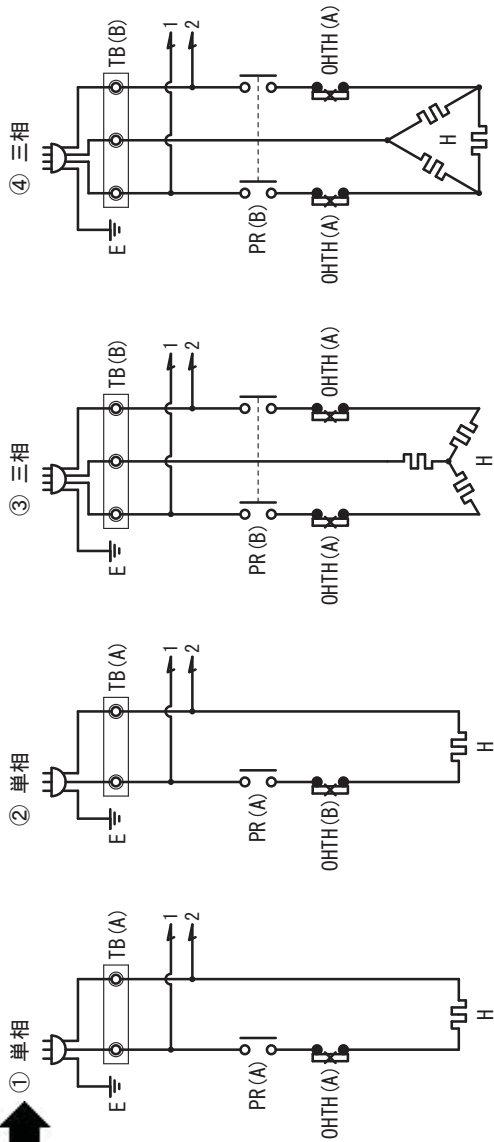 ① 単相
E
TB(A)
1
2
PR(A)
OHTH(A)
H
② 単相
E
TB(A)
1
2
PR(A)
OHTH(B)
H
③ 三相
E
TB(B)
1
2
PR(B)
OHTH(A)
OHTH(A)
H
④ 三相
E
TB(B)
1
2
PR(B)
OHTH(A)
OHTH(A)
H